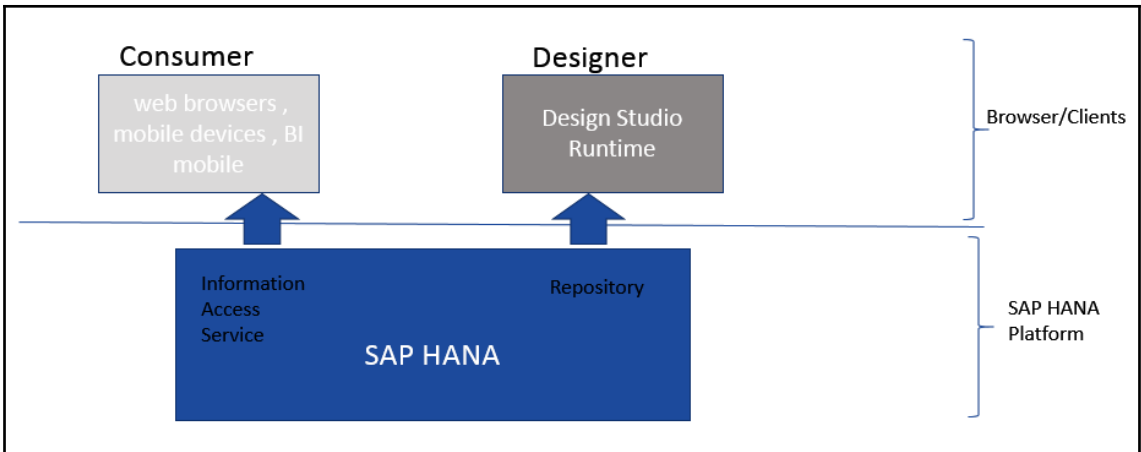 Consumer
web browsers ,
mobile devices , BI
mobile
Designer
Design Studio
Runtime
Browser/Clients
Information
Access
Service
Repository
SAP HANA
SAP HANA
Platform